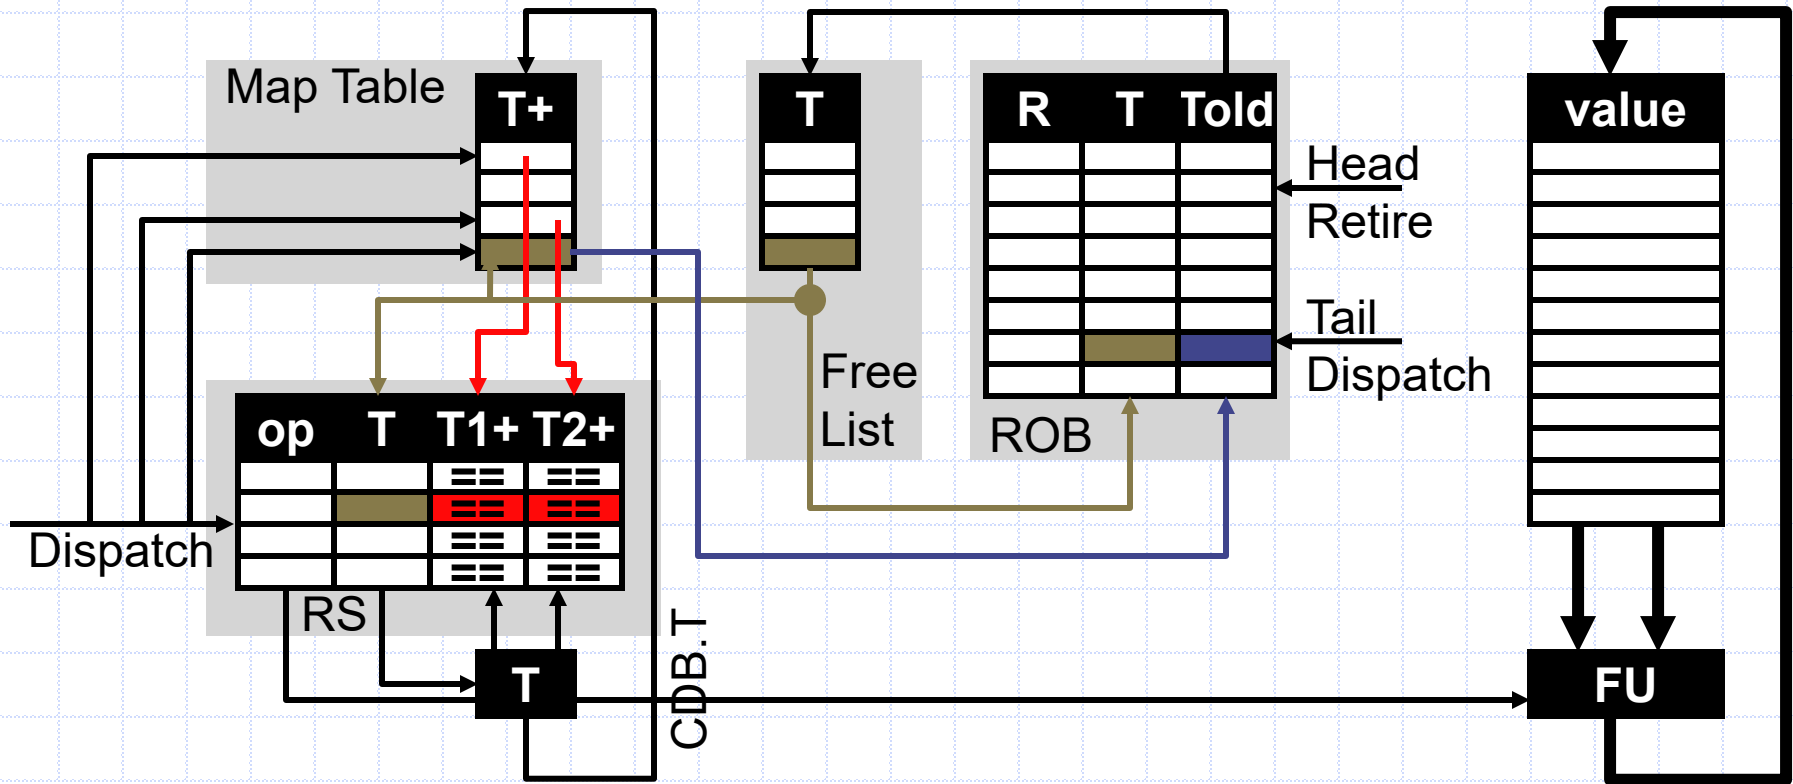 Map Table
T+
T
R T Told
value
Head
Retire
Tail
Dispatch
Free
List
ROB
op T T1+ T2+
Dispatch
RS
CDB.T
T
FU